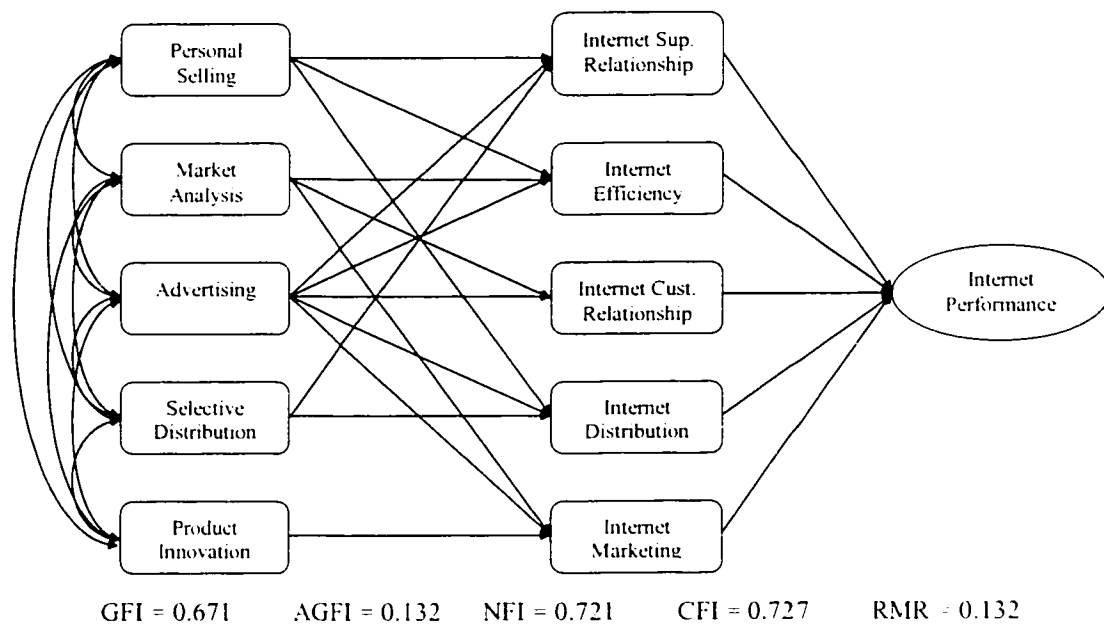 Personal
Selling
Market
Analysis
Advertising
Selective
Distribution
Product
Innovation
Internet Sup.
Relationship
Internet
Efficiency
Internet Cust.
Relationship
Internet
Distribution
Internet
Marketing
Internet
Performance
GFI = 0.671 AGFI = 0.132 NFI = 0.721 CFI = 0.727 RMR = 0.132